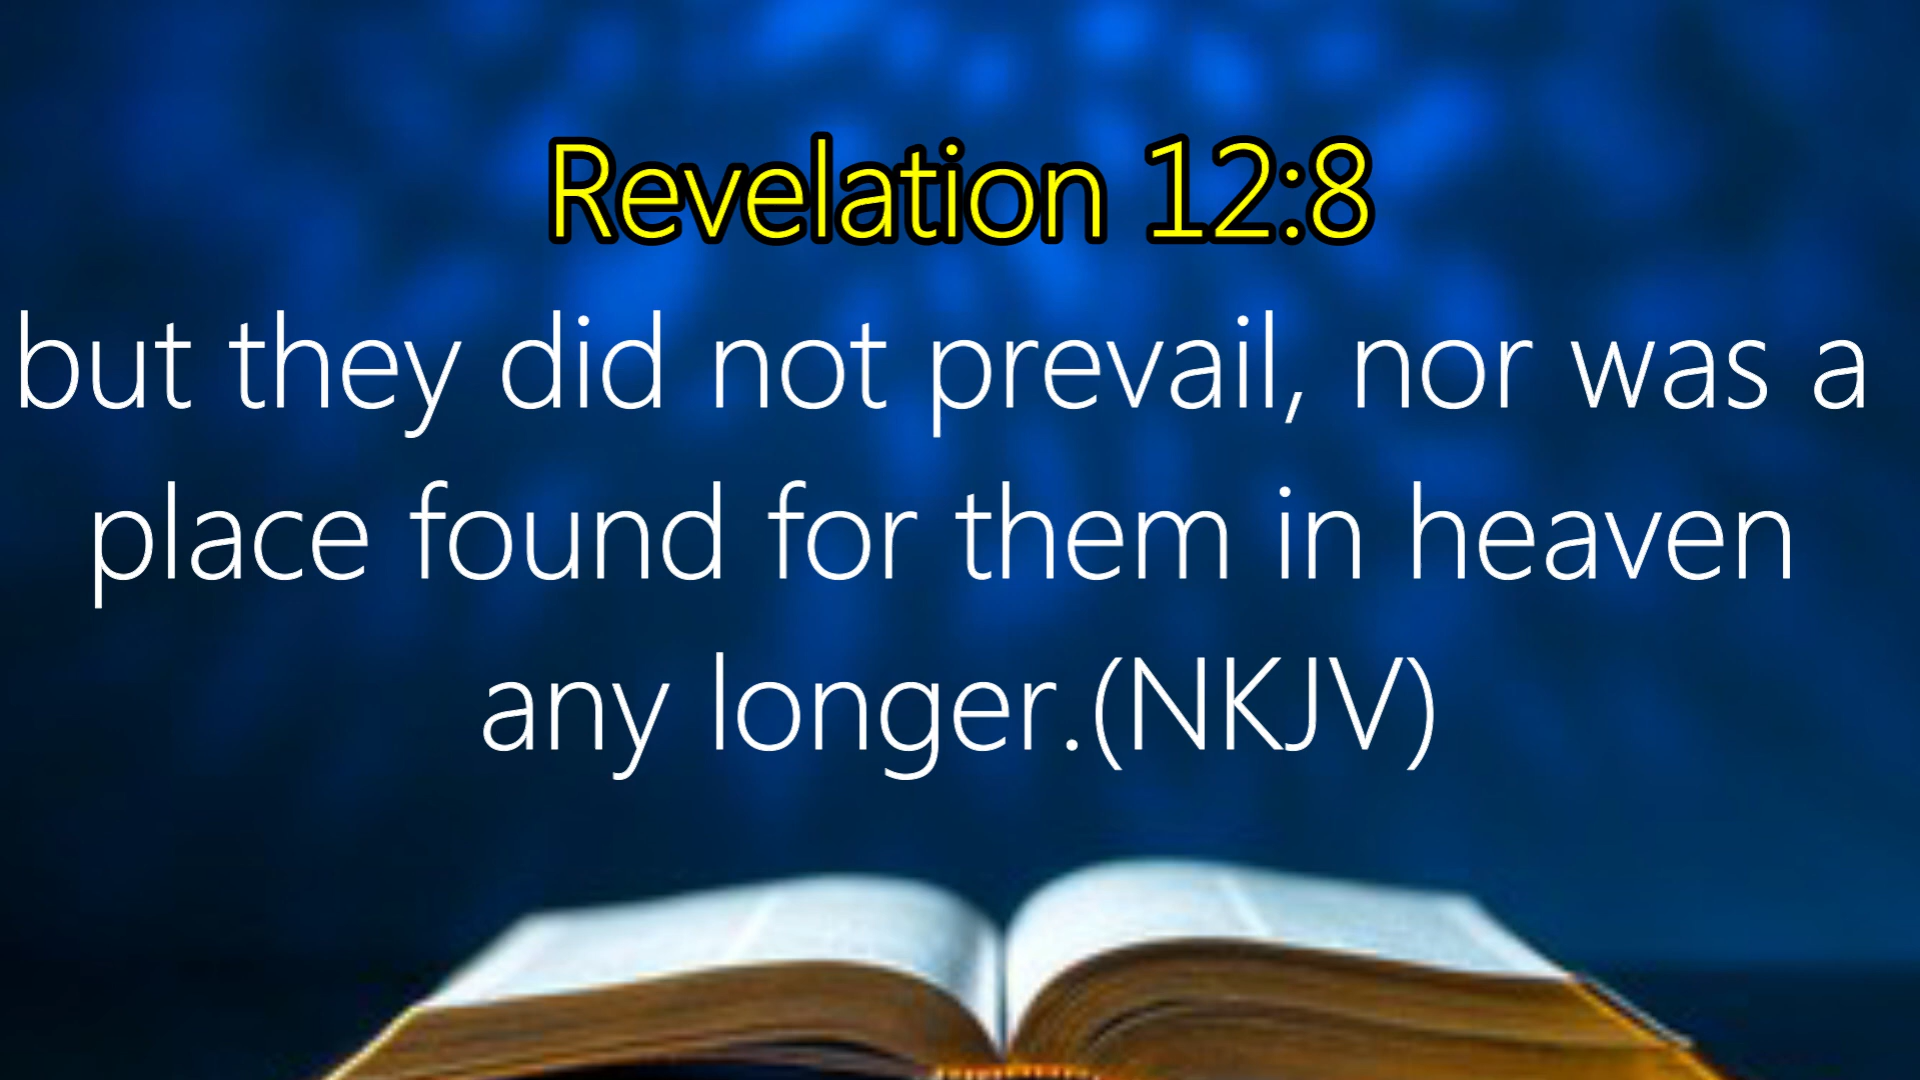 Revelation 12:8
but they did not prevail, nor was a
place found for them in heaven
any longer.(NKJV)